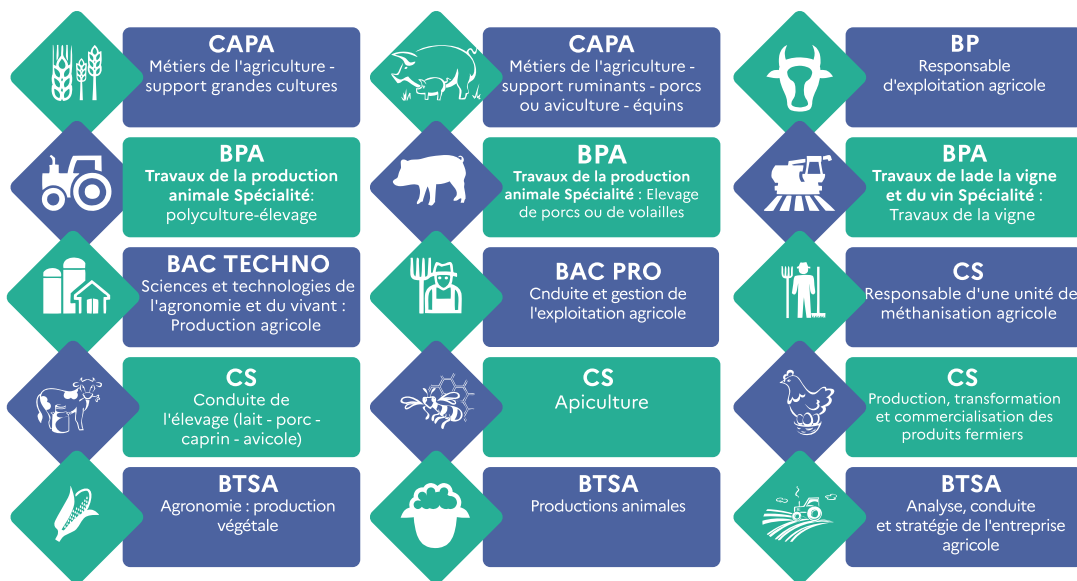 CAPA
Métiers de l'agriculture -
support grandes cultures
CAPA
Métiers de l'agriculture -
support ruminants - porcs
ou aviculture - équins
BP
Responsable
d'exploitation agricole
BPA
Travaux de la production
animale Spécialité:
polyculture-élevage
BPA
Travaux de la production
animale Spécialité : Elevage
de porcs ou de volailles
BPA
Travaux de lade la vigne
et du vin Spécialité :
Travaux de la vigne
BAC TECHNO
Sciences et technologies de
l'agronomie et du vivant :
Production agricole
BAC PRO
Cnduite et gestion de
l'exploitation agricole
CS
Responsable d'une unité de
méthanisation agricole
CS
Conduite de
l'élevage (lait - porc -
caprin - avicole)
CS
Apiculture
CS
Production, transformation
et commercialisation des
produits fermiers
BTSA
Agronomie : production
végétale
BTSA
Productions animales
BTSA
Analyse, conduite
et stratégie de l'entreprise
agricole